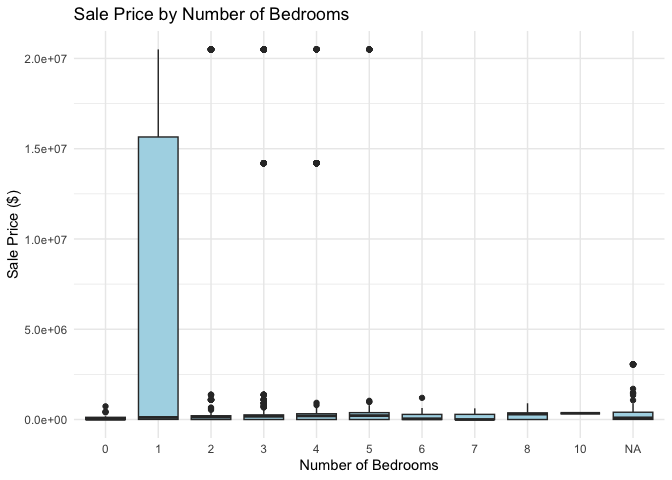 Sale Price by Number of Bedrooms
2.0e+07
1.5e+07
1.0e+07
5.0e+06
0.0e+00
Sale Price ($)
0 1 2 3 4 5 6 7 8 10 NA
Number of Bedrooms